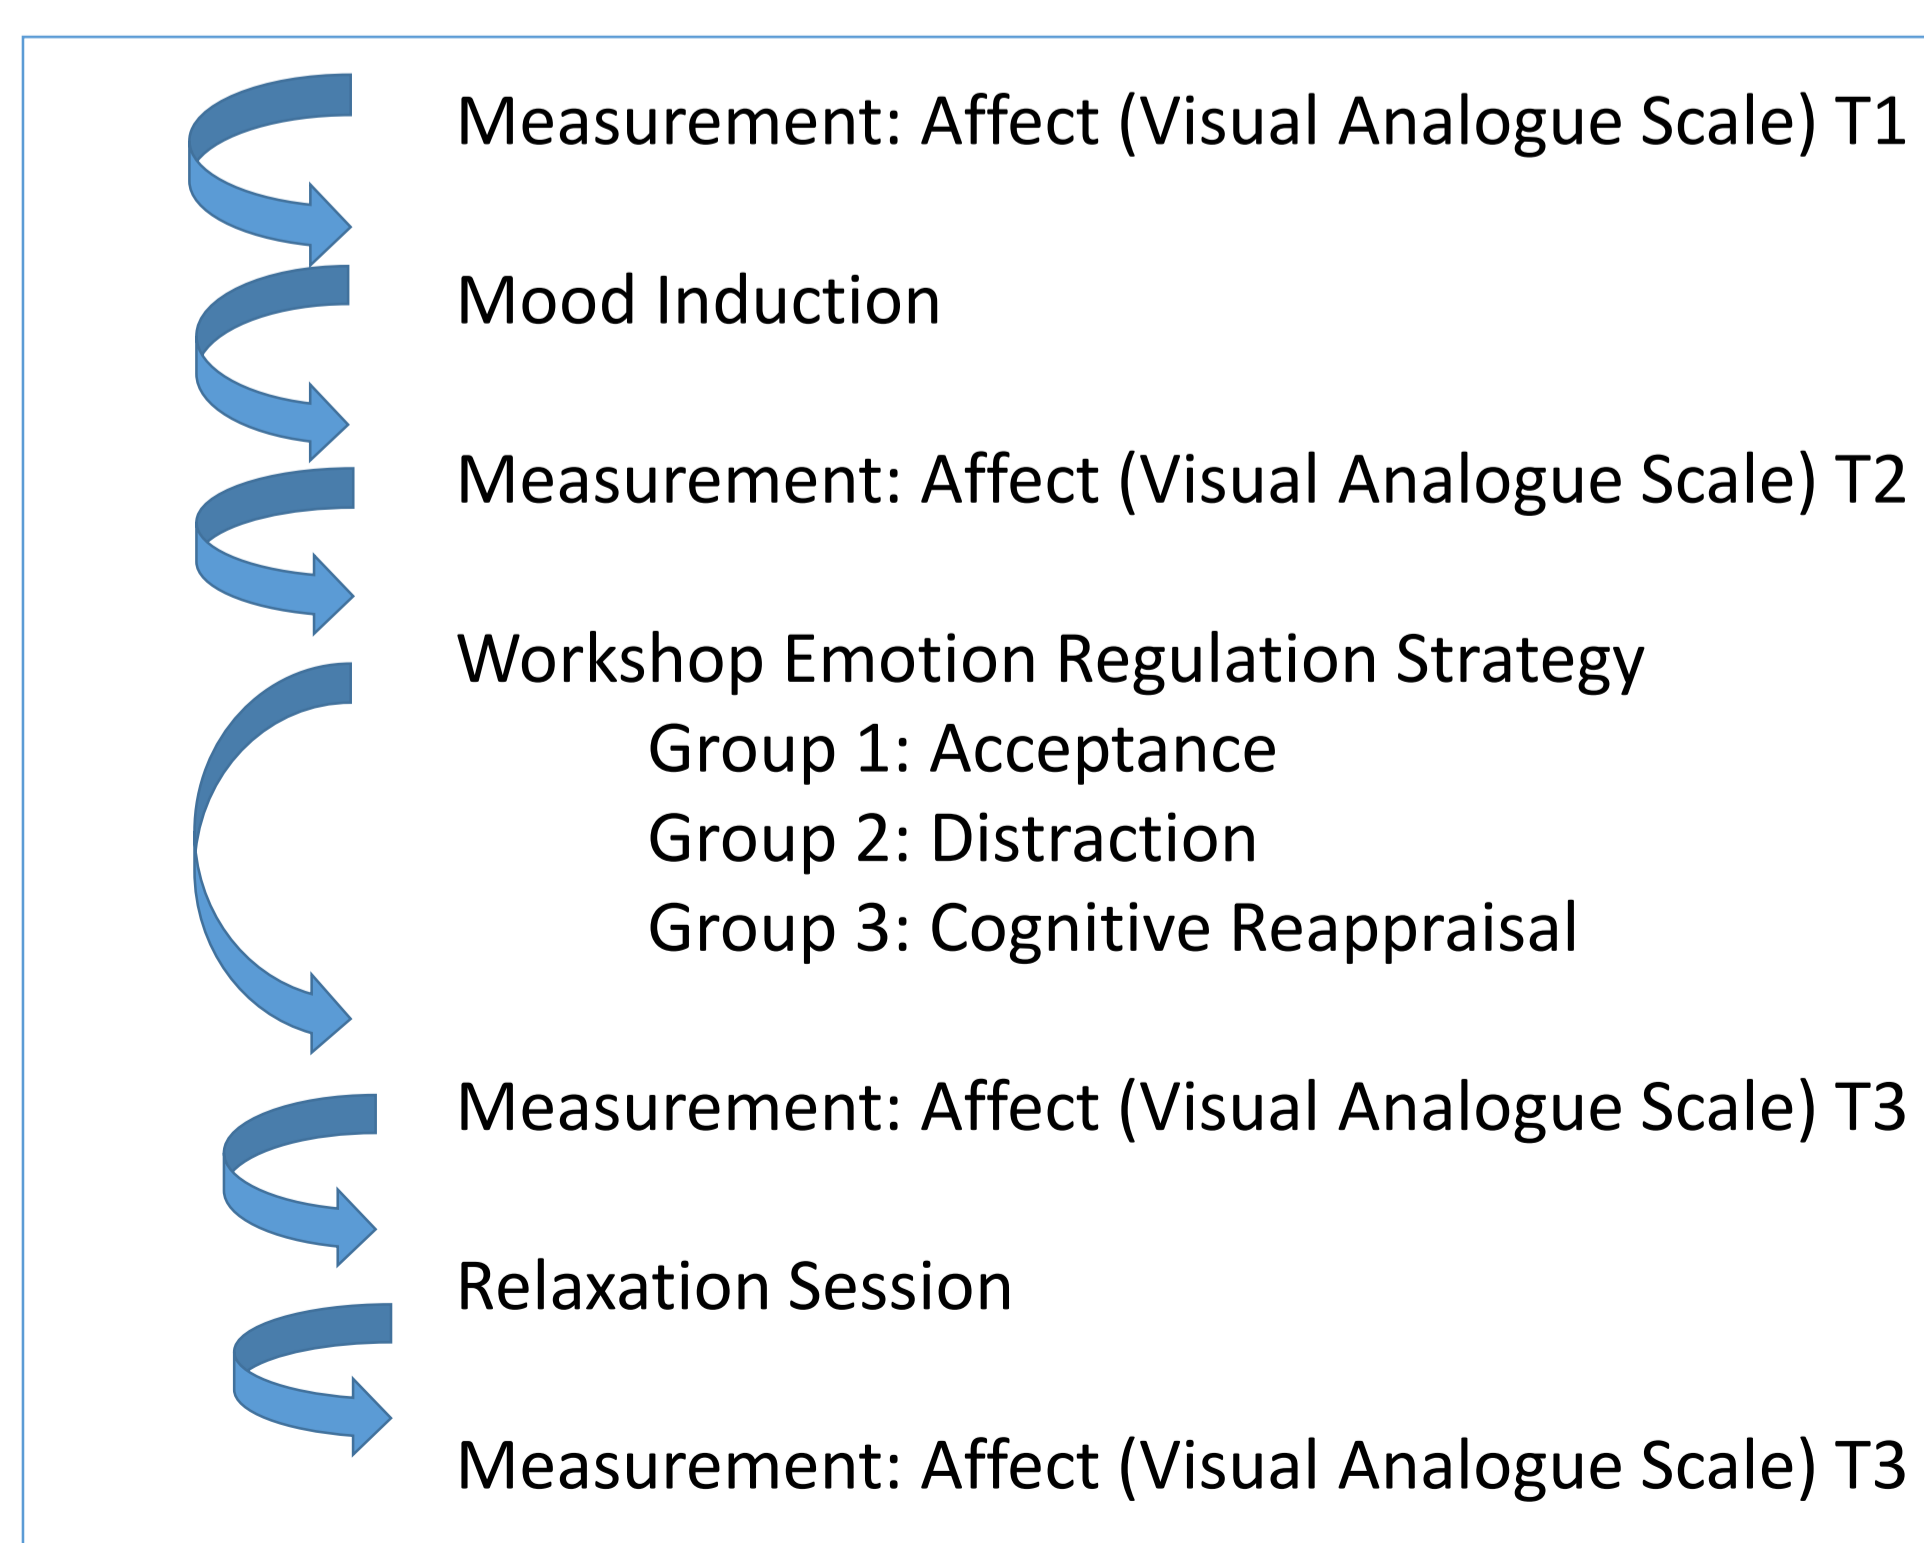 Measurement: Affect (Visual Analogue Scale) T1
Mood Induction
Measurement: Affect (Visual Analogue Scale) T2
Workshop Emotion Regulation Strategy
Group 1: Acceptance
Group 2: Distraction
Group 3: Cognitive Reappraisal
Measurement: Affect (Visual Analogue Scale) T3
Relaxation Session
Measurement: Affect (Visual Analogue Scale) T3